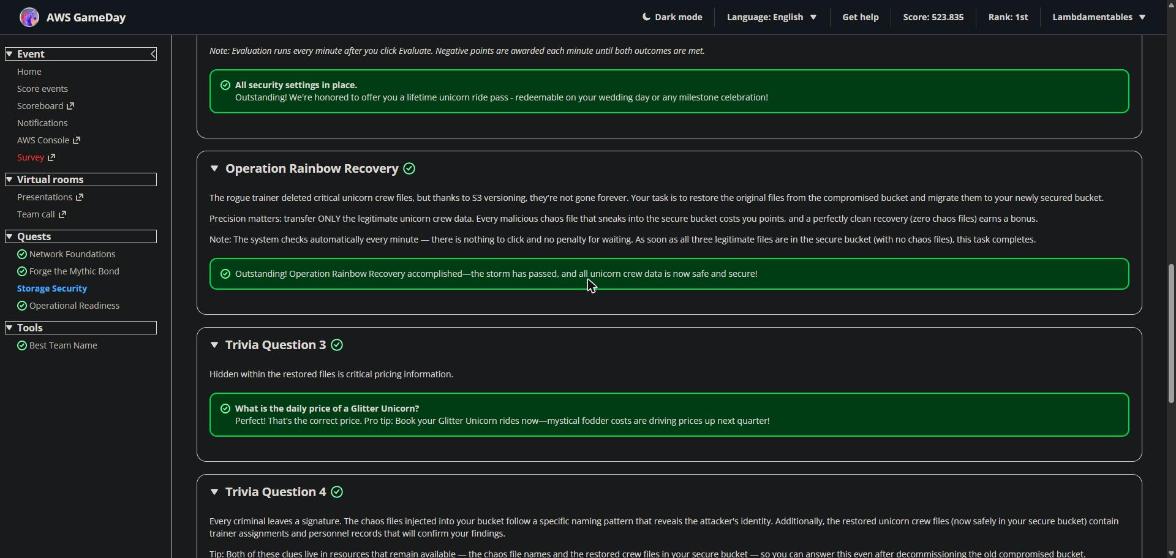 AWS GameDay
Dark mode
Language: English
Get help
Score: 523.835
Rank: 1st
Lambdamentables
Event
Home
Score events
Scoreboard
Notifications
AWS Console
Survey
Virtual rooms
Presentations
Team call
Quests
Network Foundations
Forge the Mythic Bond
Storage Security
Operational Readiness
Tools
Best Team Name
Note: Evaluation runs every minute after you click Evaluate. Negative points are awarded each minute until both outcomes are met.
All security settings in place.
Outstanding! We're honored to offer you a lifetime unicorn ride pass - redeemable on your wedding day or any milestone celebration!
Operation Rainbow Recovery
The rogue trainer deleted critical unicorn crew files, but thanks to S3 versioning, they're not gone forever. Your task is to restore the original files from the compromised bucket and migrate them to your newly secured bucket.
Precision matters: transfer ONLY the legitimate unicorn crew data. Every malicious chaos file that sneaks into the secure bucket costs you points, and a perfectly clean recovery (zero chaos files) earns a bonus.
Note: The system checks automatically every minute — there is nothing to click and no penalty for waiting. As soon as all three legitimate files are in the secure bucket (with no chaos files), this task completes.
Outstanding! Operation Rainbow Recovery accomplished—the storm has passed, and all unicorn crew data is now safe and secure!
Trivia Question 3
Hidden within the restored files is critical pricing information.
What is the daily price of a Glitter Unicorn?
Perfect! That's the correct price. Pro tip: Book your Glitter Unicorn rides now—mystical fodder costs are driving prices up next quarter!
Trivia Question 4
Every criminal leaves a signature. The chaos files injected into your bucket follow a specific naming pattern that reveals the attacker's identity. Additionally, the restored unicorn crew files (now safely in your secure bucket) contain
trainer assignments and personnel records that will confirm your findings.
Tip: Both of these clues live in resources that remain available — the chaos file names and the restored crew files in your secure bucket — so you can answer this even after decommissioning the old compromised bucket.